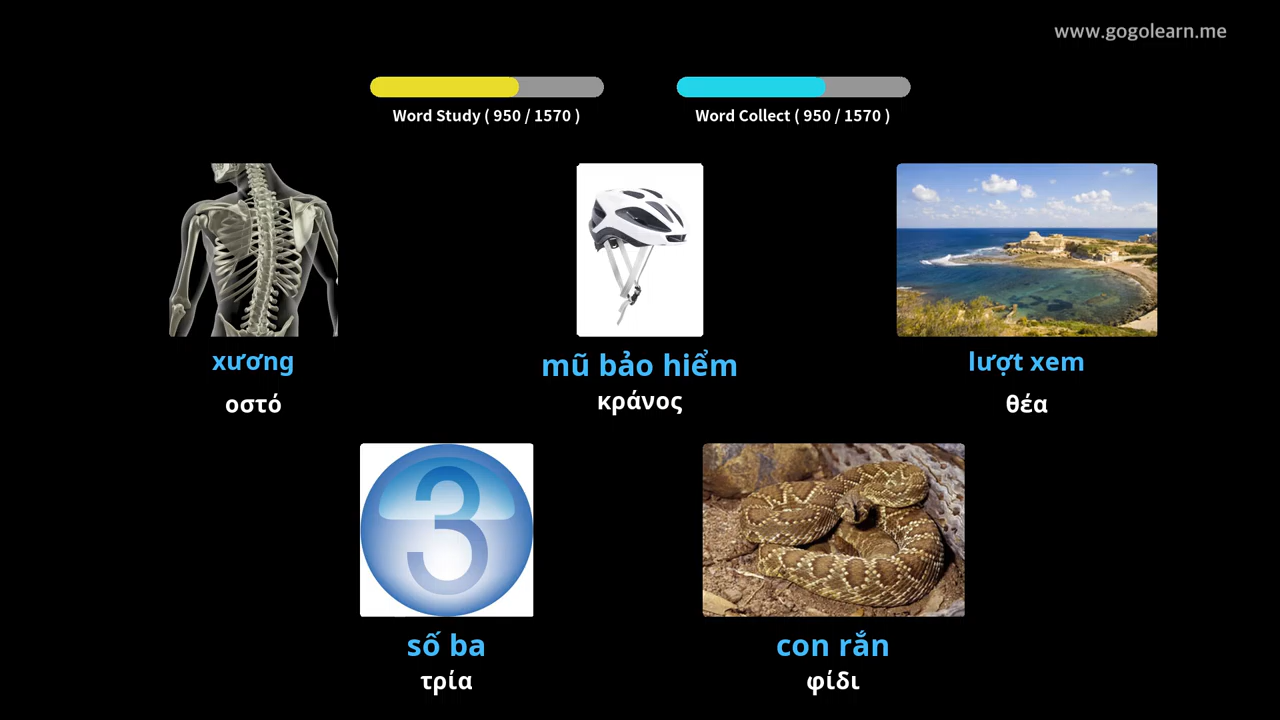 www.gogolearn.me
Word Study ( 950 / 1570 )
Word Collect ( 950 / 1570 )
xương
οστό
mũ bảo hiểm
κράνος
lượt xem
θέα
3
số ba
τρία
con rắn
φίδι